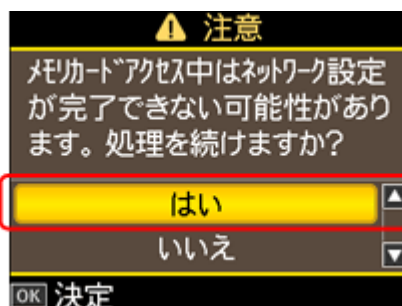 注意
ﾒﾓﾘｶｰﾄﾞｱｸｾｽ中はﾈｯﾄﾜｰｸ設定
が完了できない可能性があり
ます。処理を続けますか?
はい
いいえ
OK 決定